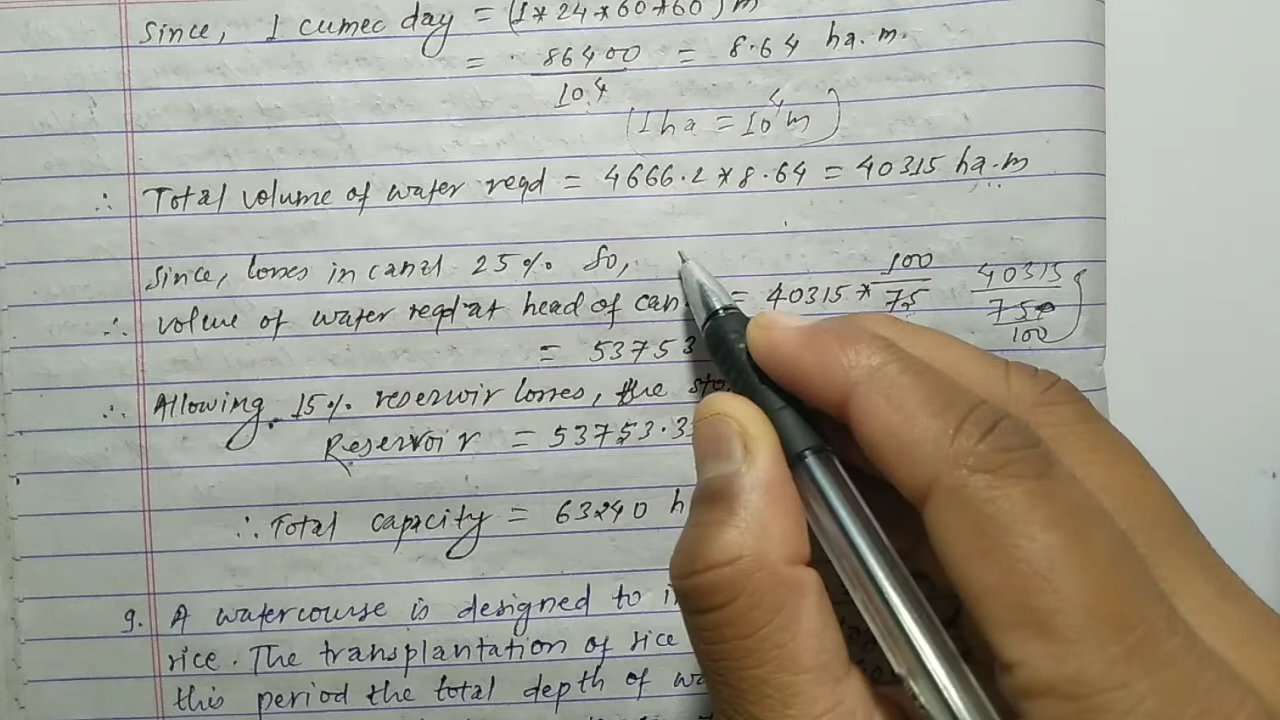 Since, 1 cumec day = (1*24*60*60) m
= 86400 / 10.4 = 8.64 ha.m.
(1 ha = 10^4 m)
∴ Total volume of water reqd = 4666.2 * 8.64 = 40315 ha.m
Since, losses in canal 25% So,
∴ volume of water reqd at head of can = 40315 * 100/75 40315
= 53753
∴ Allowing 15% reservoir losses, the sto
Reservoir = 53753.3
∴ Total capacity = 63240 h
9. A watercourse is designed to i
rice. The transplantation of rice
this period the total depth of wa